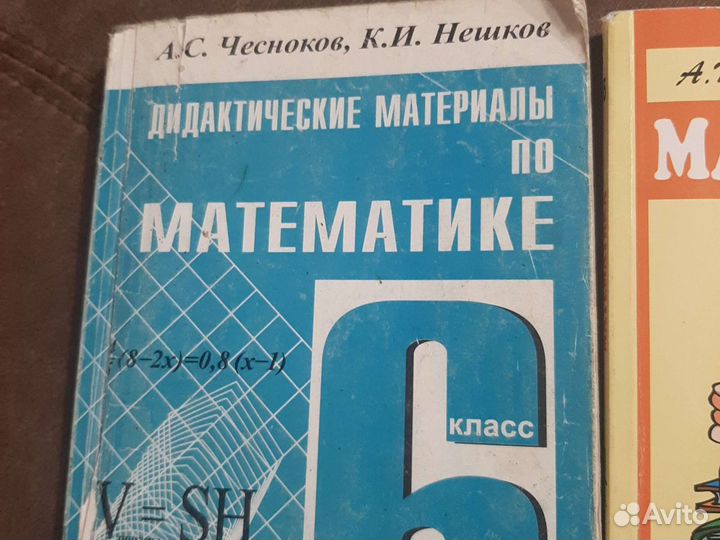 А.С. Чесноков, К.И. Нешков
ДИДАКТИЧЕСКИЕ МАТЕРИАЛЫ
ПО
МАТЕМАТИКЕ
(8–2x)=0,8(x–1)
6
класс
V = SH
А.
МА
Avito